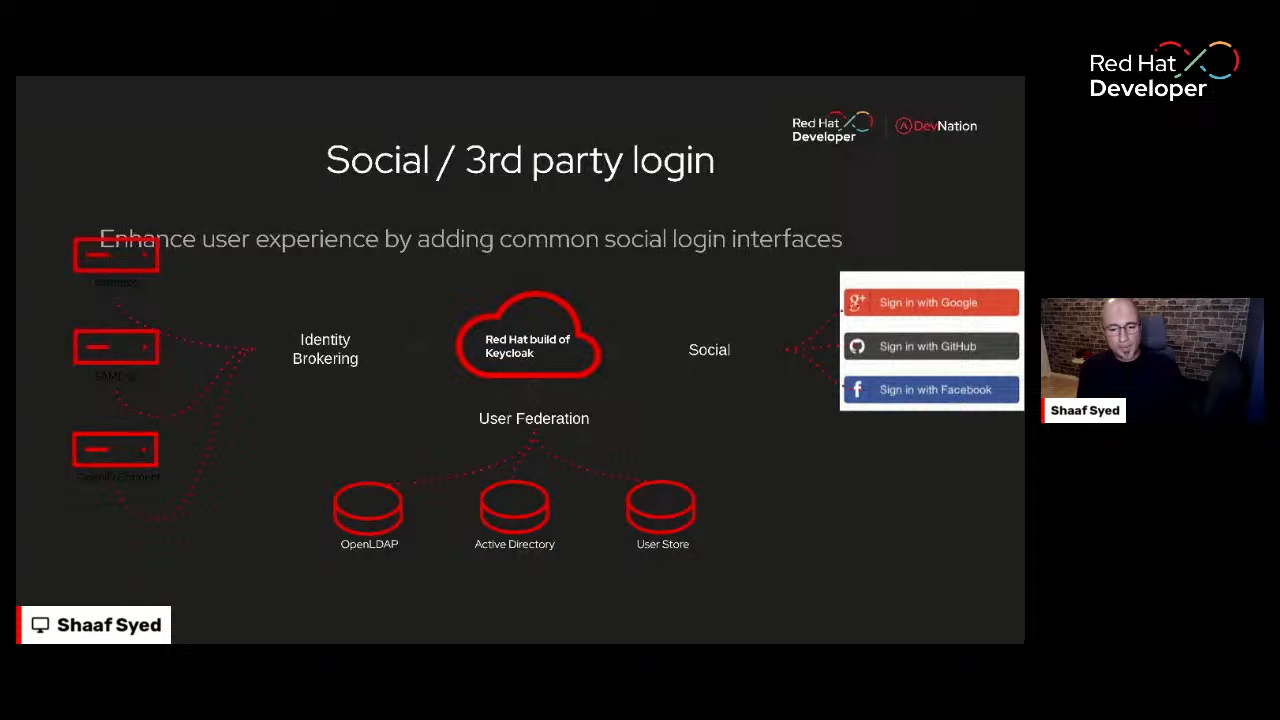 Red Hat
Developer
Red Hat
Developer
DevNation
Social / 3rd party login
Enhance user experience by adding common social login interfaces
Identity
Brokering
Red Hat build of
Keycloak
Social
g+ Sign in with Google
Sign in with GitHub
f Sign in with Facebook
User Federation
OpenLDAP
Active Directory
User Store
Shaaf Syed
Shaaf Syed